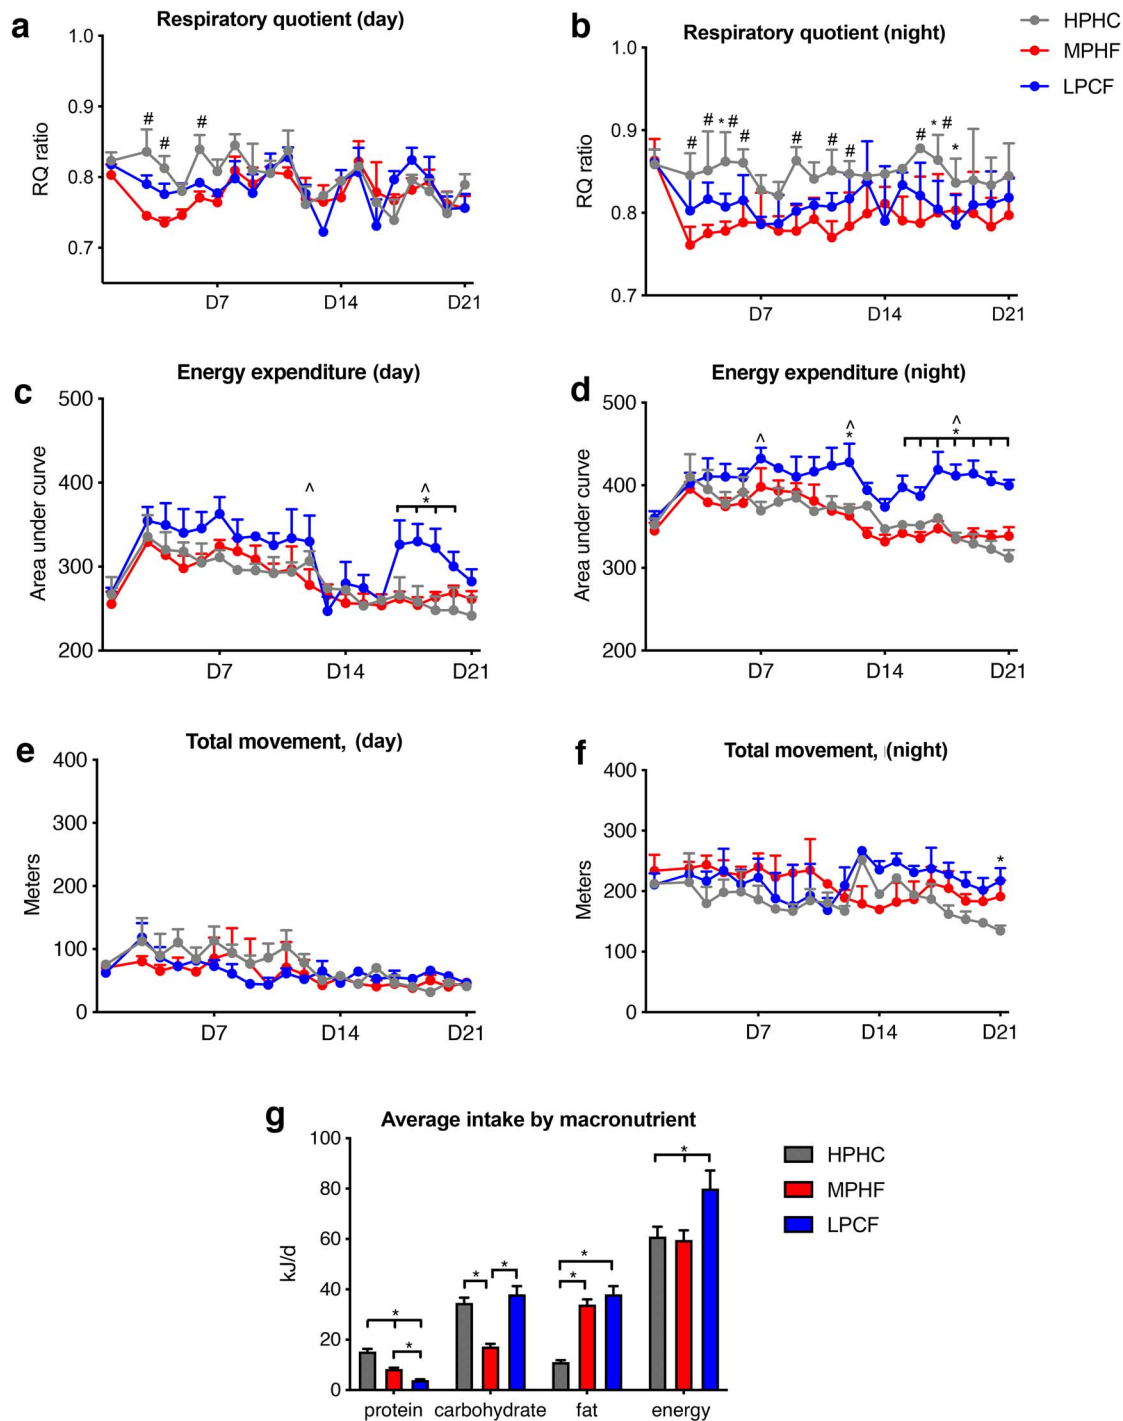 a
Respiratory quotient (day)
1.0
0.9
0.8
0.7
RQ ratio
# # #
D7 D14 D21
b
Respiratory quotient (night)
1.0
0.9
0.8
0.7
RQ ratio
# # * # # # # # # * # *
D7 D14 D21
HPHC
MPHF
LPCF
c
Energy expenditure (day)
500
400
300
200
Area under curve
^ ^
*
D7 D14 D21
d
Energy expenditure (night)
500
400
300
200
Area under curve
^ ^ ^
* *
D7 D14 D21
e
Total movement, (day)
400
300
200
100
0
Meters
D7 D14 D21
f
Total movement, (night)
400
300
200
100
0
Meters
*
D7 D14 D21
g
Average intake by macronutrient
100
80
60
40
20
0
kJ/d
* * * * * * *
protein carbohydrate fat energy
HPHC
MPHF
LPCF